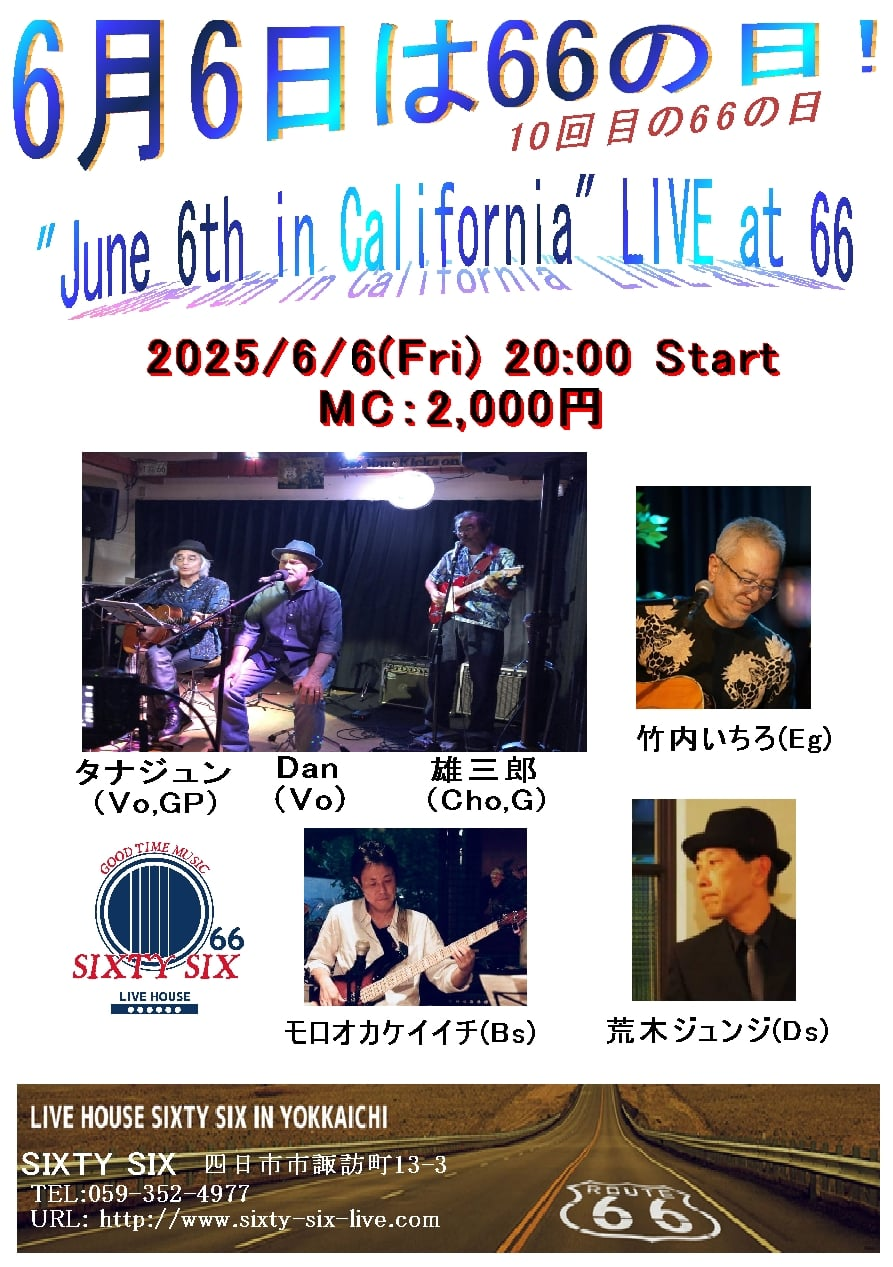 6月6日は66の日!
10回目の66の日
"June 6th in California" LIVE at 66
2025/6/6(Fri) 20:00 Start
MC:2,000円
タナジュン
(Vo,GP)
Dan
(Vo)
雄三郎
(Cho,G)
竹内いちろ(Eg)
GOOD TIME MUSIC
66
SIXTY SIX
LIVE HOUSE
モロオカケイイチ(Bs)
荒木ジュンジ(Ds)
LIVE HOUSE SIXTY SIX IN YOKKAICHI
SIXTY SIX 四日市市諏訪町13-3
TEL:059-352-4977
URL: http://www.sixty-six-live.com
ROUTE
66